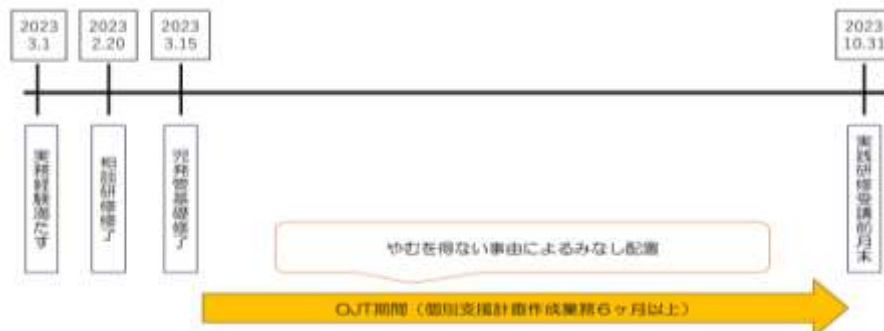 2023
3.1
2023
2.20
2023
3.15
2023
10.31
実務経験満たす
相談研修修了
児発管基礎修了
実践研修受講前月末
やむを得ない事由によるみなし配置
OJT期間（個別支援計画作成業務6ヶ月以上）